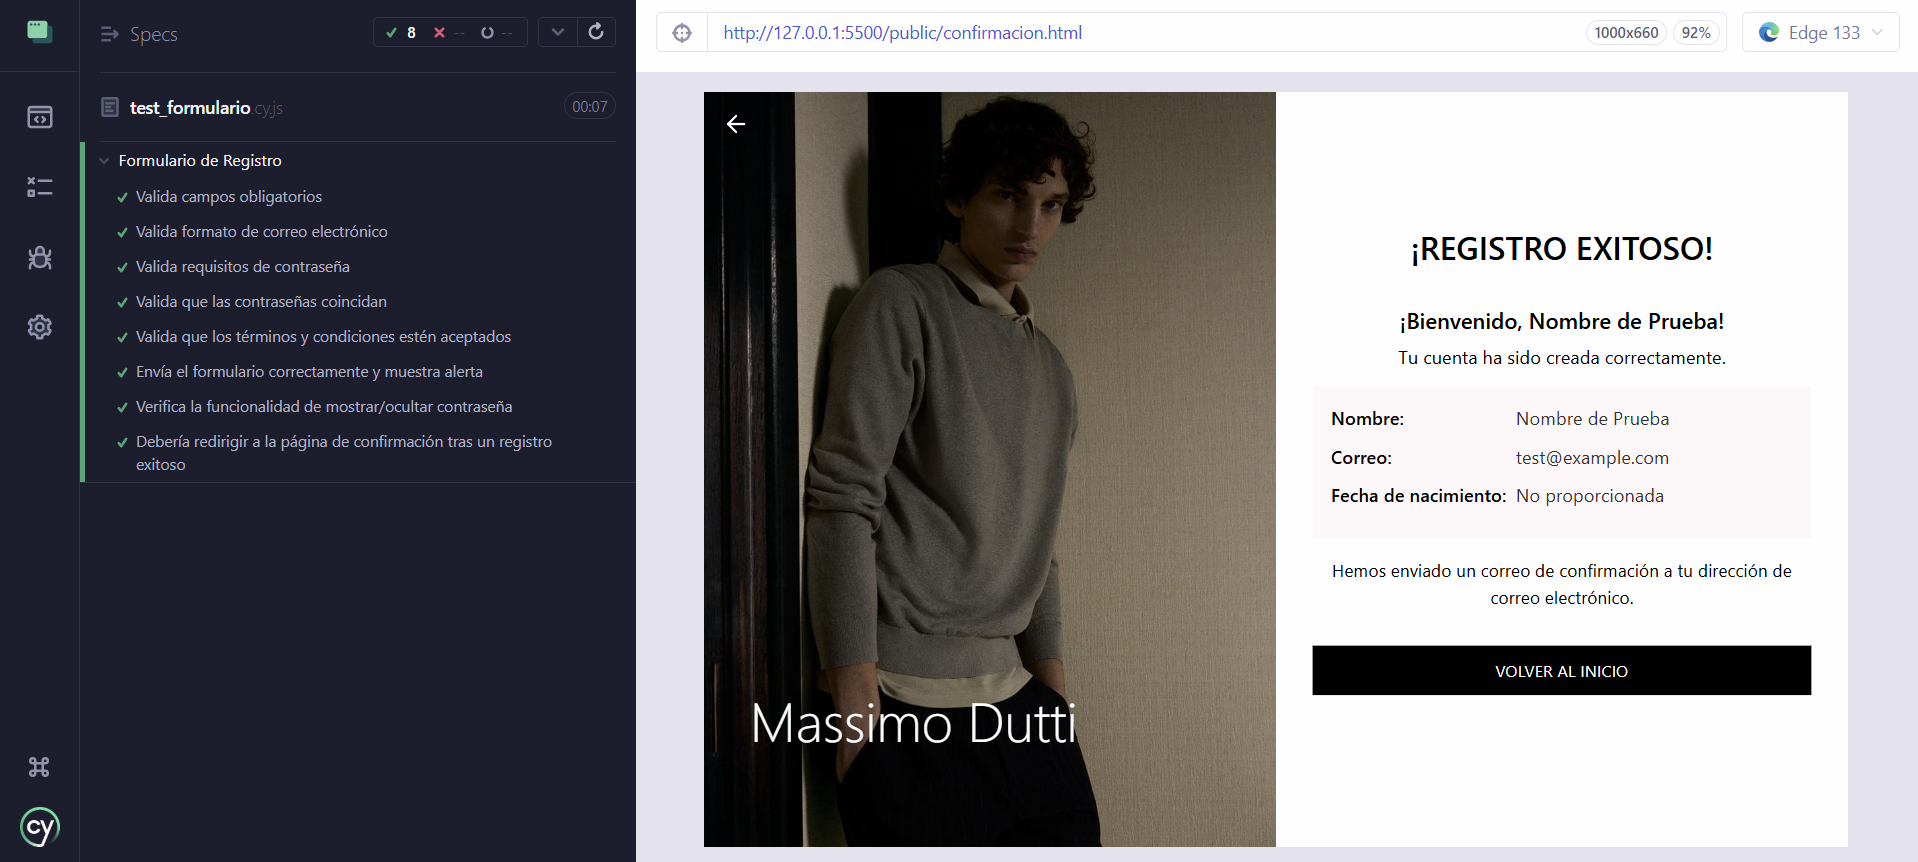 Specs
8
--
--
test_formulario.cy.js
00:07
Formulario de Registro
Valida campos obligatorios
Valida formato de correo electrónico
Valida requisitos de contraseña
Valida que las contraseñas coincidan
Valida que los términos y condiciones estén aceptados
Envía el formulario correctamente y muestra alerta
Verifica la funcionalidad de mostrar/ocultar contraseña
Debería redirigir a la página de confirmación tras un registro
exitoso
cy
http://127.0.0.1:5500/public/confirmacion.html
1000x660
92%
Edge 133
Massimo Dutti
¡REGISTRO EXITOSO!
¡Bienvenido, Nombre de Prueba!
Tu cuenta ha sido creada correctamente.
Nombre: Nombre de Prueba
Correo: test@example.com
Fecha de nacimiento: No proporcionada
Hemos enviado un correo de confirmación a tu dirección de
correo electrónico.
VOLVER AL INICIO